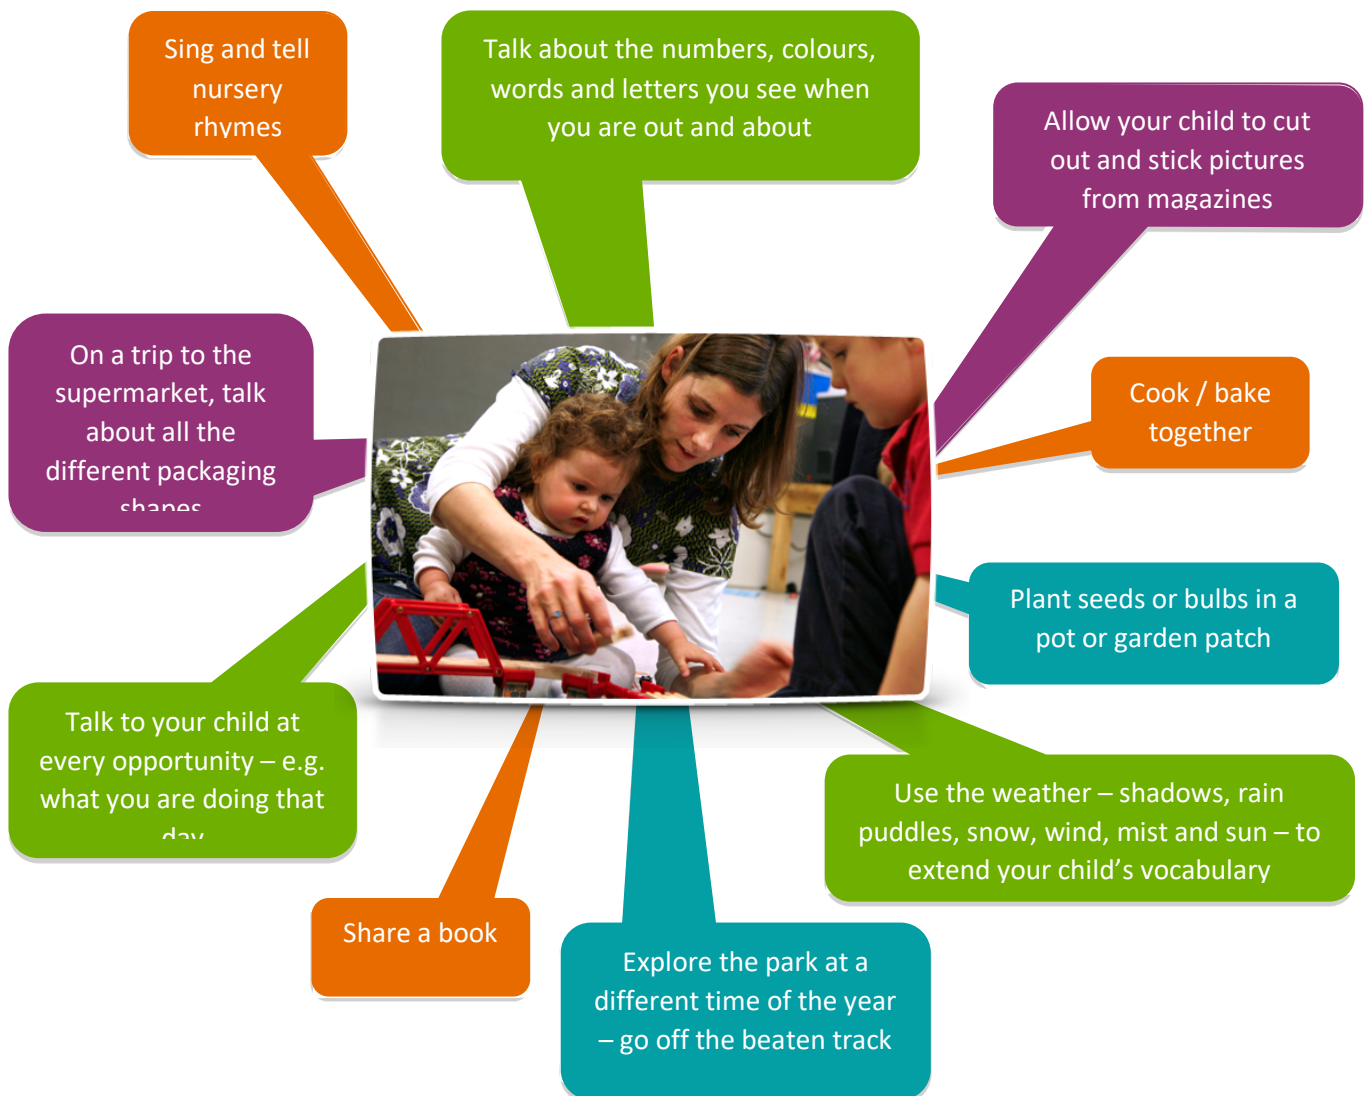 Sing and tell
nursery
rhymes
Talk about the numbers, colours,
words and letters you see when
you are out and about
Allow your child to cut
out and stick pictures
from magazines
On a trip to the
supermarket, talk
about all the
different packaging
shapes
Cook / bake
together
Plant seeds or bulbs in a
pot or garden patch
Talk to your child at
every opportunity – e.g.
what you are doing that
day
Use the weather – shadows, rain
puddles, snow, wind, mist and sun – to
extend your child’s vocabulary
Share a book
Explore the park at a
different time of the year
– go off the beaten track